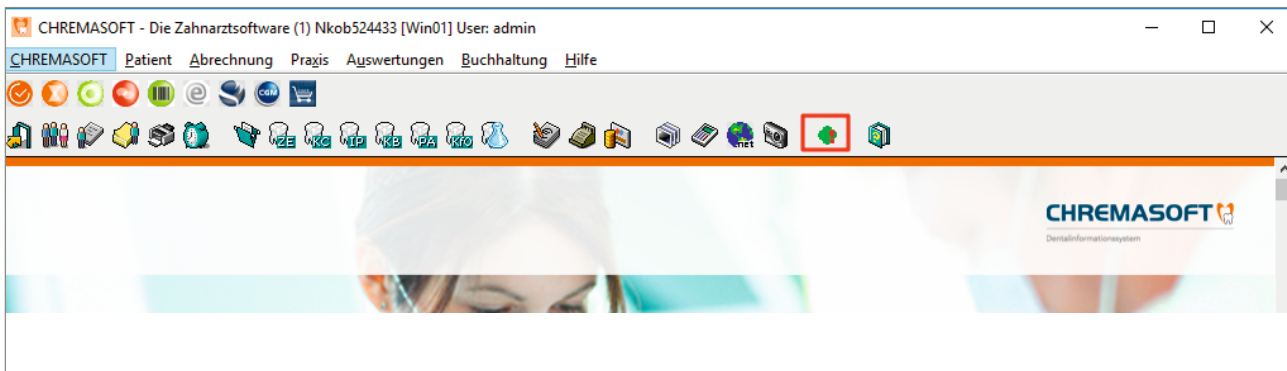 CHREMASOFT - Die Zahnarztsoftware (1) Nkob524433 [Win01] User: admin
CHREMASOFT Patient Abrechnung Praxis Auswertungen Buchhaltung Hilfe
e CGM
ZE KC IP KB PA Kfo net
CHREMASOFT
Dentalinformationssystem